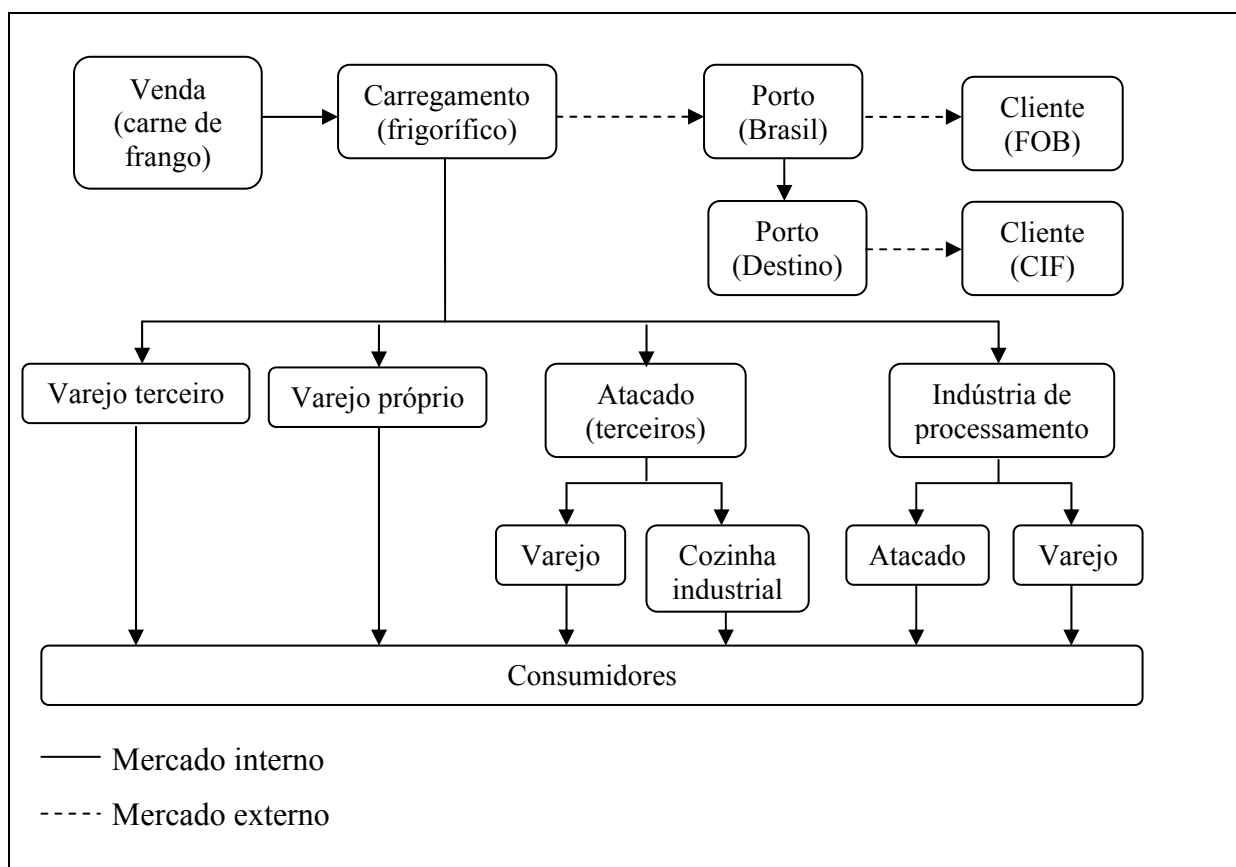 Venda
(carne de
frango)
Carregamento
(frigorífico)
Porto
(Brasil)
Cliente
(FOB)
Porto
(Destino)
Cliente
(CIF)
Varejo terceiro
Varejo próprio
Atacado
(terceiros)
Indústria de
processamento
Varejo
Cozinha
industrial
Atacado
Varejo
Consumidores
Mercado interno
Mercado externo